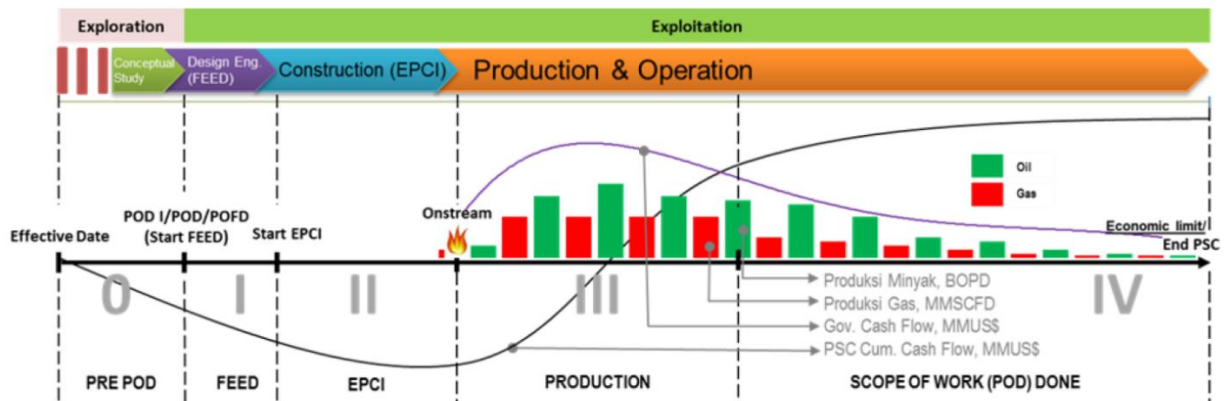 Exploration
Exploitation
Conceptual
Study
Design Eng.
(FEED)
Construction (EPCI)
Production & Operation
Oil
Gas
Effective Date
POD I/POD/POFD
(Start FEED)
Start EPCI
Onstream
Economic limit/
End PSC
0
I
II
III
IV
Produksi Minyak, BOPD
Produksi Gas, MMSCFD
Gov. Cash Flow, MMUS$
PSC Cum. Cash Flow, MMUS$
PRE POD
FEED
EPCI
PRODUCTION
SCOPE OF WORK (POD) DONE